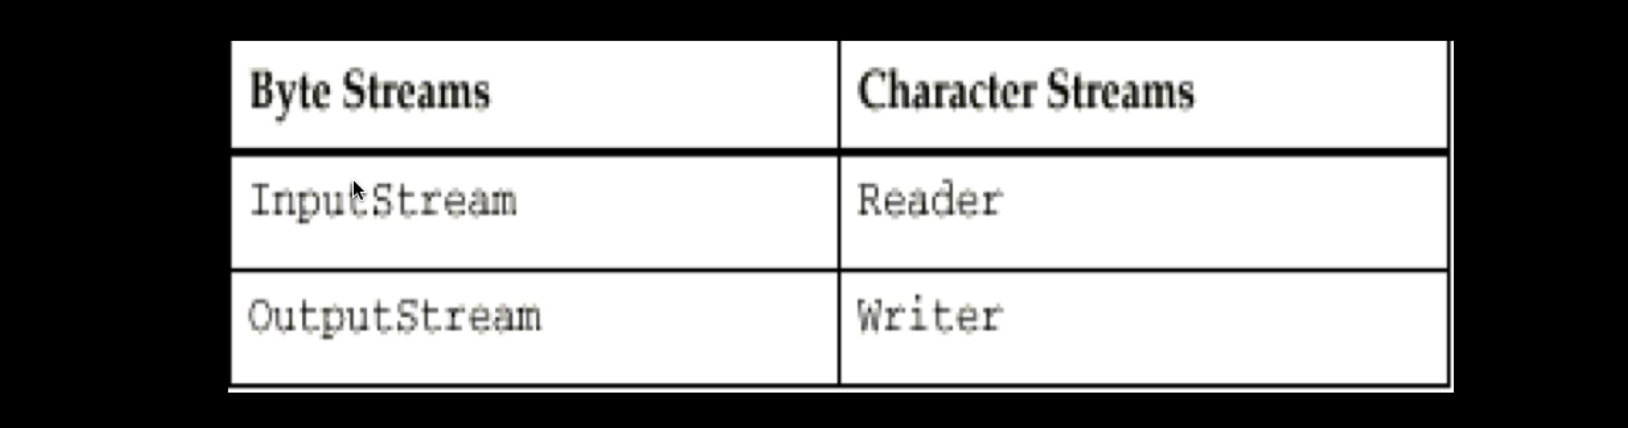 Byte Streams Character Streams
InputStream Reader
OutputStream Writer